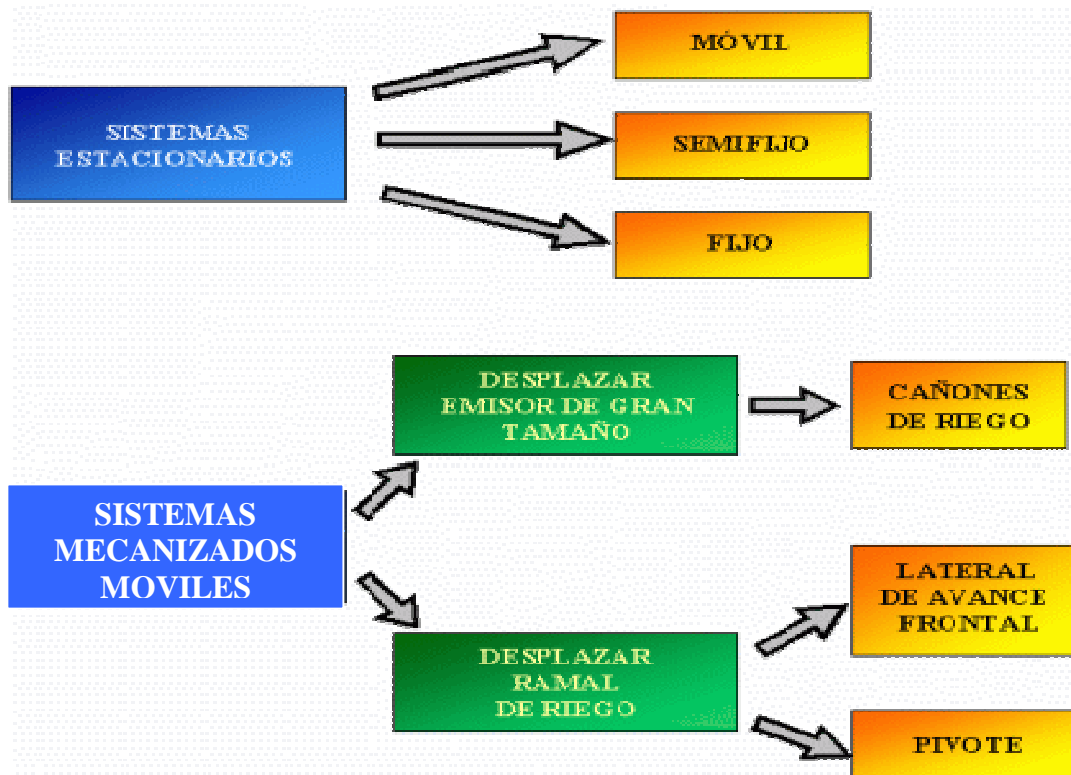 MÓVIL
SISTEMAS
ESTACIONARIOS
SEMIFIJO
FIJO
DESPLAZAR
EMISOR DE GRAN
TAMAÑO
CAÑONES
DE RIEGO
SISTEMAS
MECANIZADOS
MOVILES
LATERAL
DE AVANCE
FRONTAL
DESPLAZAR
RAMAL
DE RIEGO
PIVOTE